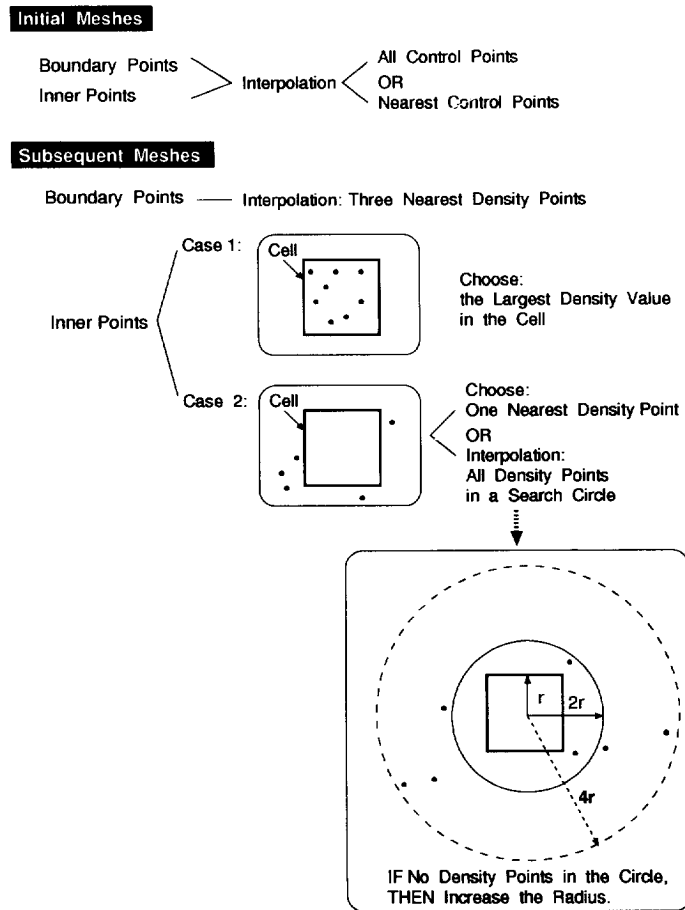 Initial Meshes
Boundary Points
Inner Points
Interpolation
All Control Points
OR
Nearest Control Points
Subsequent Meshes
Boundary Points
Interpolation: Three Nearest Density Points
Inner Points
Case 1:
Cell
Choose:
the Largest Density Value
in the Cell
Case 2:
Cell
Choose:
One Nearest Density Point
OR
Interpolation:
All Density Points
in a Search Circle
r
2r
4r
IF No Density Points in the Circle,
THEN Increase the Radius.